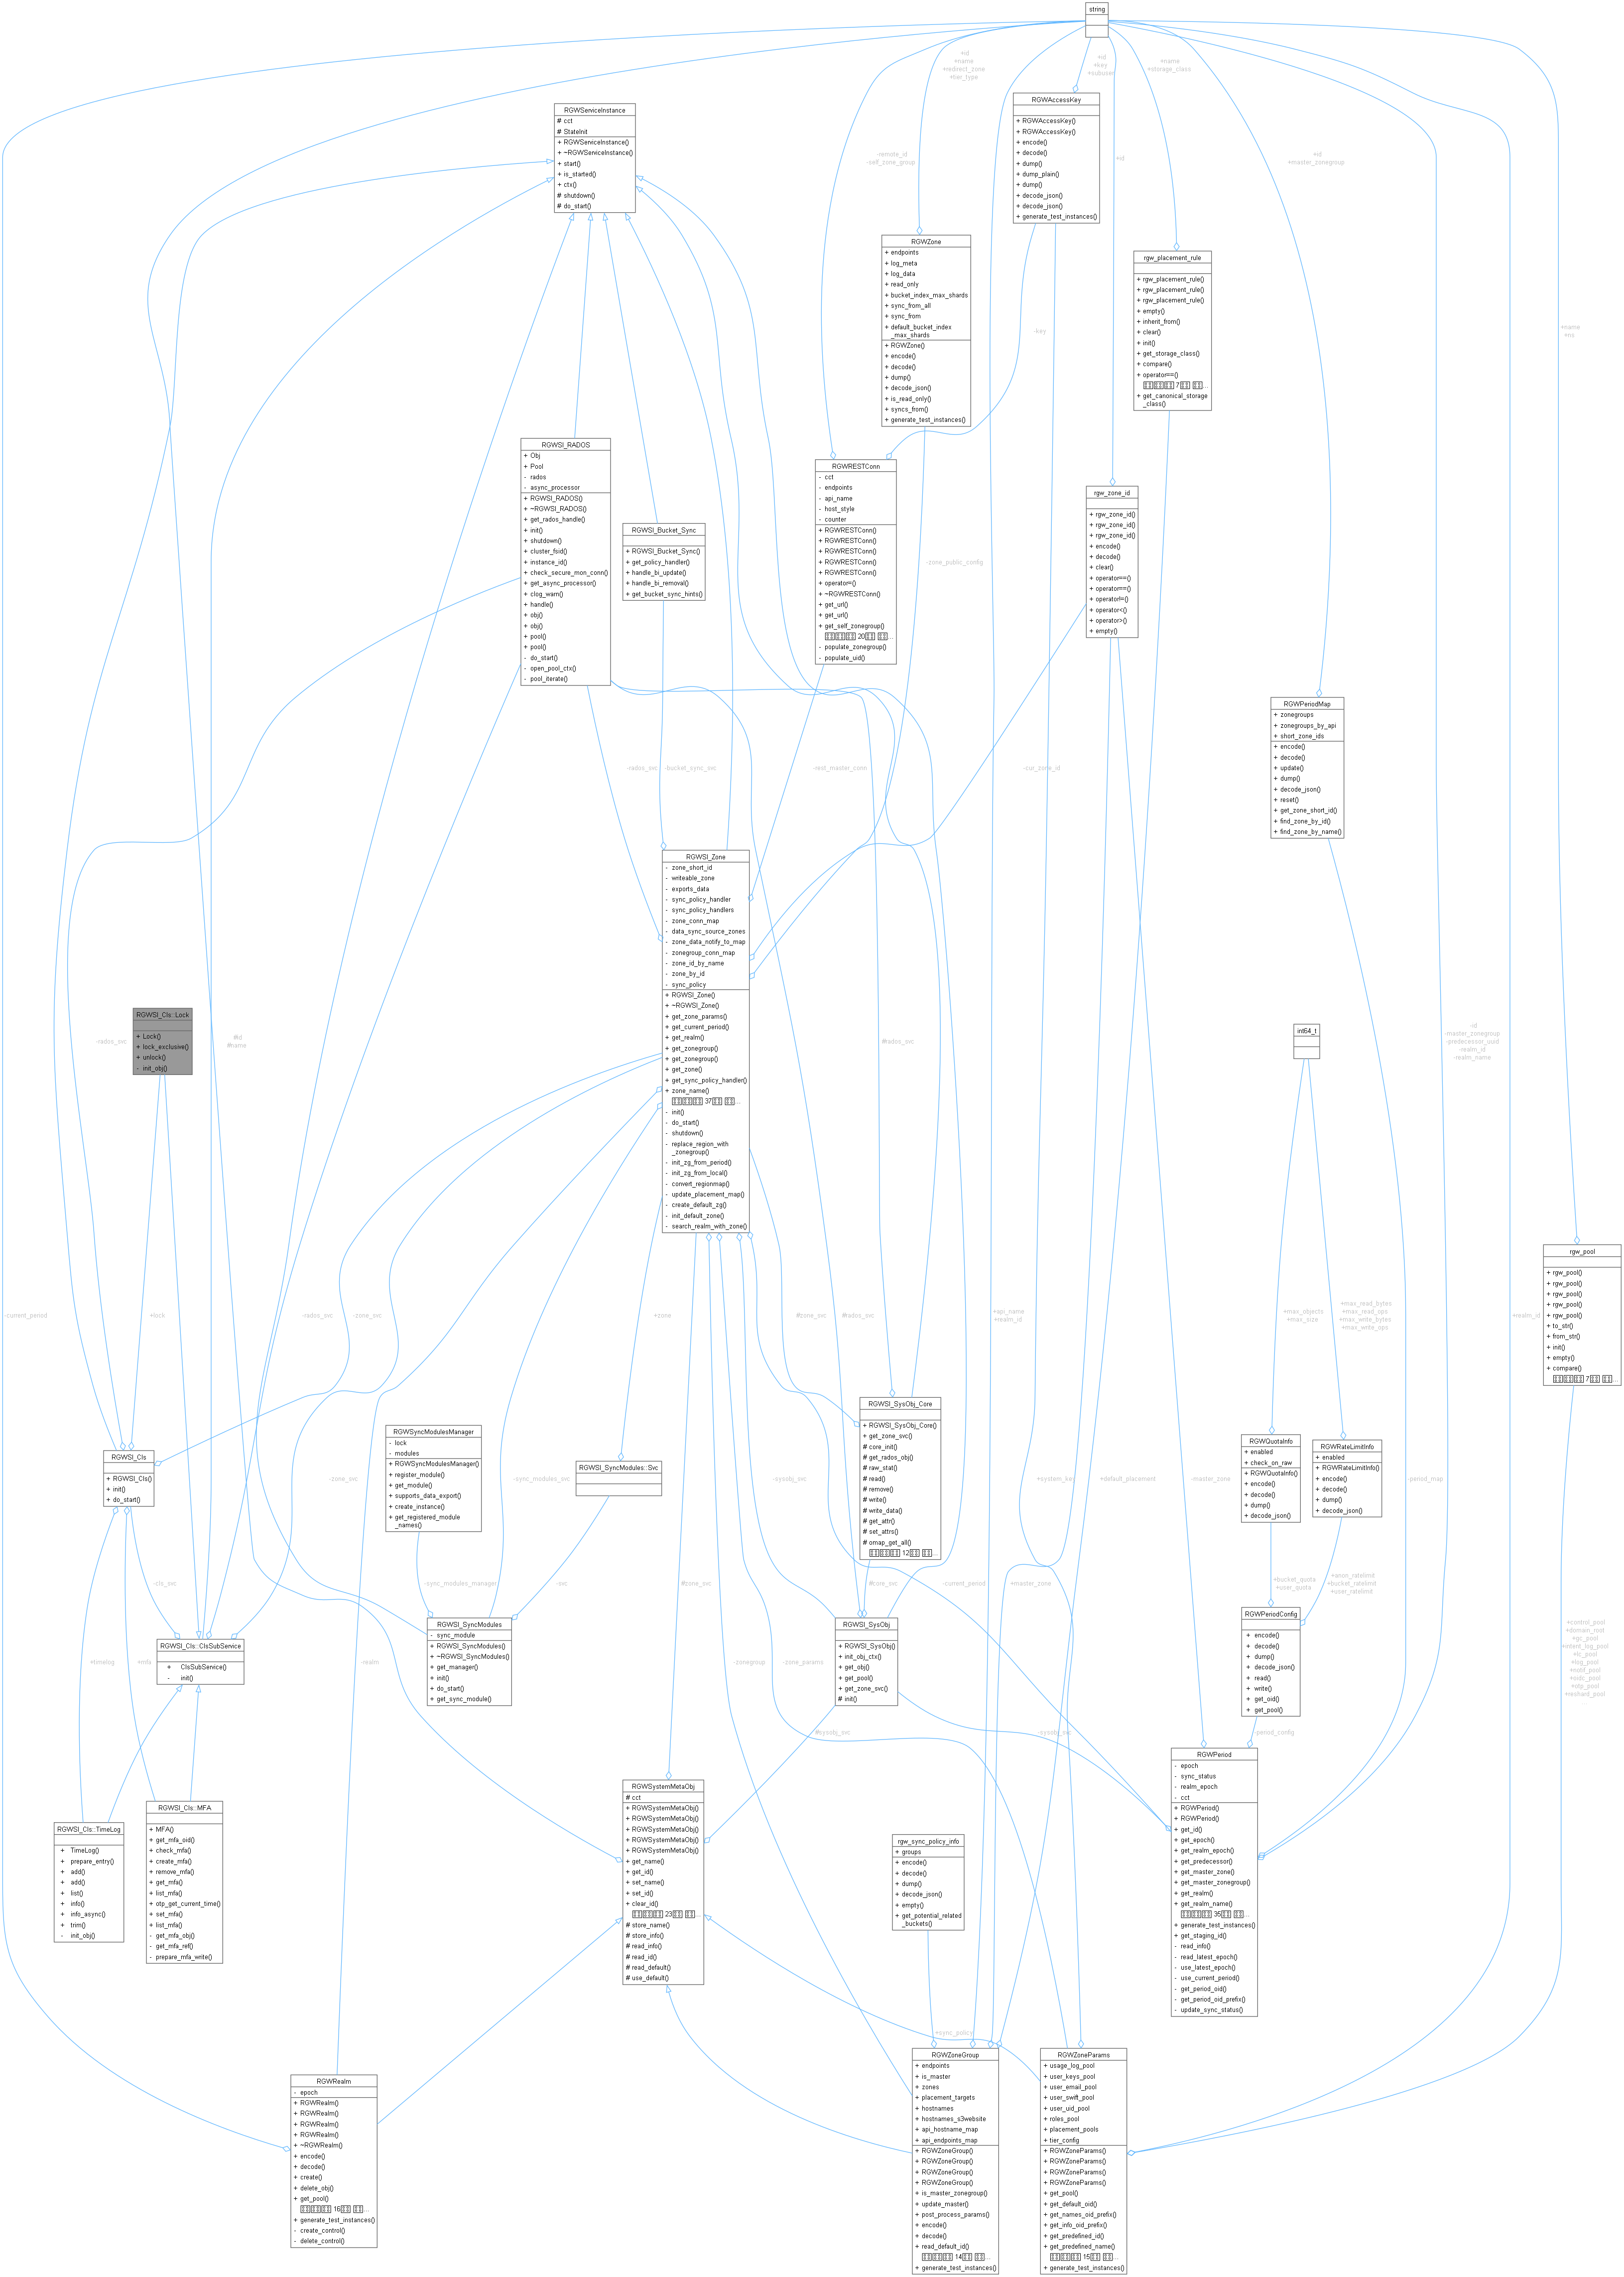 string
+id
+name
+redirect_zone
+tier_type
+id
+key
+subuser
+name
+storage_class
RGWServiceInstance
# cct
# StateInit
+ RGWServiceInstance()
+ ~RGWServiceInstance()
+ start()
+ is_started()
+ ctx()
# shutdown()
# do_start()
RGWAccessKey
+ RGWAccessKey()
+ RGWAccessKey()
+ encode()
+ decode()
+ dump()
+ dump_plain()
+ dump()
+ decode_json()
+ decode_json()
+ generate_test_instances()
-remote_id
-self_zone_group
+id
+id
+master_zonegroup
RGWZone
+ endpoints
+ log_meta
+ log_data
+ read_only
+ bucket_index_max_shards
+ sync_from_all
+ sync_from
+ default_bucket_index
_max_shards
+ RGWZone()
+ encode()
+ decode()
+ dump()
+ decode_json()
+ is_read_only()
+ syncs_from()
+ generate_test_instances()
rgw_placement_rule
+ rgw_placement_rule()
+ rgw_placement_rule()
+ rgw_placement_rule()
+ empty()
+ inherit_from()
+ clear()
+ init()
+ get_storage_class()
+ compare()
+ operator==()
7 ...
+ get_canonical_storage
_class()
-key
+name
+ns
RGWSI_RADOS
+ Obj
+ Pool
- rados
- async_processor
+ RGWSI_RADOS()
+ ~RGWSI_RADOS()
+ get_rados_handle()
+ init()
+ shutdown()
+ cluster_fsid()
+ instance_id()
+ check_secure_mon_conn()
+ get_async_processor()
+ clog_warn()
+ handle()
+ obj()
+ obj()
+ pool()
+ pool()
- do_start()
- open_pool_ctx()
- pool_iterate()
RGWSI_Bucket_Sync
+ RGWSI_Bucket_Sync()
+ get_policy_handler()
+ handle_bi_update()
+ handle_bi_removal()
+ get_bucket_sync_hints()
RGWRESTConn
- cct
- endpoints
- api_name
- host_style
- counter
+ RGWRESTConn()
+ RGWRESTConn()
+ RGWRESTConn()
+ RGWRESTConn()
+ RGWRESTConn()
+ operator=()
+ ~RGWRESTConn()
+ get_url()
+ get_url()
+ get_self_zonegroup()
20 ...
- populate_zonegroup()
- populate_uid()
-zone_public_config
rgw_zone_id
+ rgw_zone_id()
+ rgw_zone_id()
+ rgw_zone_id()
+ encode()
+ decode()
+ clear()
+ operator==()
+ operator==()
+ operator!=()
+ operator<()
+ operator>()
+ empty()
RGWPeriodMap
+ zonegroups
+ zonegroups_by_api
+ short_zone_ids
+ encode()
+ decode()
+ update()
+ dump()
+ decode_json()
+ reset()
+ get_zone_short_id()
+ find_zone_by_id()
+ find_zone_by_name()
-rados_svc
-bucket_sync_svc
-rest_master_conn
-cur_zone_id
RGWSI_Zone
- zone_short_id
- writeable_zone
- exports_data
- sync_policy_handler
- sync_policy_handlers
- zone_conn_map
- data_sync_source_zones
- zone_data_notify_to_map
- zonegroup_conn_map
- zone_id_by_name
- zone_by_id
- sync_policy
+ RGWSI_Zone()
+ ~RGWSI_Zone()
+ get_zone_params()
+ get_current_period()
+ get_realm()
+ get_zonegroup()
+ get_zonegroup()
+ get_zone()
+ get_sync_policy_handler()
+ zone_name()
37 ...
- init()
- do_start()
- shutdown()
- replace_region_with
_zonegroup()
- init_zg_from_period()
- init_zg_from_local()
- convert_regionmap()
- update_placement_map()
- create_default_zg()
- init_default_zone()
- search_realm_with_zone()
RGWSI_Cls::Lock
+ Lock()
+ lock_exclusive()
+ unlock()
- init_obj()
-rados_svc
#id
#name
#rados_svc
int64_t
-id
-master_zonegroup
-predecessor_uuid
-realm_id
-realm_name
rgw_pool
+ rgw_pool()
+ rgw_pool()
+ rgw_pool()
+ rgw_pool()
+ rgw_pool()
+ to_str()
+ from_str()
+ init()
+ empty()
+ compare()
7 ...
-current_period
+lock
-rados_svc
-zone_svc
+zone
#zone_svc
#rados_svc
+api_name
+realm_id
+max_objects
+max_size
+max_read_bytes
+max_read_ops
+max_write_bytes
+max_write_ops
+realm_id
RGWSI_Cls
+ RGWSI_Cls()
+ init()
+ do_start()
RGWSyncModulesManager
- lock
- modules
+ RGWSyncModulesManager()
+ register_module()
+ get_module()
+ supports_data_export()
+ create_instance()
+ get_registered_module
_names()
RGWSI_SyncModules::Svc
RGWSI_SysObj_Core
+ RGWSI_SysObj_Core()
+ get_zone_svc()
# core_init()
# get_rados_obj()
# raw_stat()
# read()
# remove()
# write()
# write_data()
# get_attr()
# set_attrs()
# omap_get_all()
12 ...
RGWQuotaInfo
+ enabled
+ check_on_raw
+ RGWQuotaInfo()
+ encode()
+ decode()
+ dump()
+ decode_json()
RGWRateLimitInfo
+ enabled
+ RGWRateLimitInfo()
+ encode()
+ decode()
+ dump()
+ decode_json()
-zone_svc
-sync_modules_svc
-sysobj_svc
+default_placement
-master_zone
-period_map
-cls_svc
-sync_modules_manager
-svc
#zone_svc
#core_svc
-current_period
+master_zone
+bucket_quota
+user_quota
+anon_ratelimit
+bucket_ratelimit
+user_ratelimit
RGWSI_Cls::ClsSubService
+ ClsSubService()
- init()
RGWSI_SyncModules
- sync_module
+ RGWSI_SyncModules()
+ ~RGWSI_SyncModules()
+ get_manager()
+ init()
+ do_start()
+ get_sync_module()
RGWSI_SysObj
+ RGWSI_SysObj()
+ init_obj_ctx()
+ get_obj()
+ get_pool()
+ get_zone_svc()
# init()
RGWPeriodConfig
+ encode()
+ decode()
+ dump()
+ decode_json()
+ read()
+ write()
+ get_oid()
+ get_pool()
+control_pool
+domain_root
+gc_pool
+intent_log_pool
+lc_pool
+log_pool
+notif_pool
+oidc_pool
+otp_pool
+reshard_pool
+timelog
+mfa
-realm
-zonegroup
-zone_params
#sysobj_svc
-period_config
RGWSI_Cls::TimeLog
+ TimeLog()
+ prepare_entry()
+ add()
+ add()
+ list()
+ info()
+ info_async()
+ trim()
- init_obj()
RGWSI_Cls::MFA
+ MFA()
+ get_mfa_oid()
+ check_mfa()
+ create_mfa()
+ remove_mfa()
+ get_mfa()
+ list_mfa()
+ otp_get_current_time()
+ set_mfa()
+ list_mfa()
- get_mfa_obj()
- get_mfa_ref()
- prepare_mfa_write()
RGWSystemMetaObj
# cct
+ RGWSystemMetaObj()
+ RGWSystemMetaObj()
+ RGWSystemMetaObj()
+ RGWSystemMetaObj()
+ RGWSystemMetaObj()
+ get_name()
+ get_id()
+ set_name()
+ set_id()
+ clear_id()
23 ...
# store_name()
# store_info()
# read_info()
# read_id()
# read_default()
# use_default()
rgw_sync_policy_info
+ groups
+ encode()
+ decode()
+ dump()
+ decode_json()
+ empty()
+ get_potential_related
_buckets()
RGWPeriod
- epoch
- sync_status
- realm_epoch
- cct
+ RGWPeriod()
+ RGWPeriod()
+ get_id()
+ get_epoch()
+ get_realm_epoch()
+ get_predecessor()
+ get_master_zone()
+ get_master_zonegroup()
+ get_realm()
+ get_realm_name()
35 ...
+ generate_test_instances()
+ get_staging_id()
- read_info()
- read_latest_epoch()
- use_latest_epoch()
- use_current_period()
- get_period_oid()
- get_period_oid_prefix()
- update_sync_status()
+sync_policy
RGWRealm
- epoch
+ RGWRealm()
+ RGWRealm()
+ RGWRealm()
+ RGWRealm()
+ ~RGWRealm()
+ encode()
+ decode()
+ create()
+ delete_obj()
+ get_pool()
16 ...
+ generate_test_instances()
- create_control()
- delete_control()
RGWZoneGroup
+ endpoints
+ is_master
+ zones
+ placement_targets
+ hostnames
+ hostnames_s3website
+ api_hostname_map
+ api_endpoints_map
+ RGWZoneGroup()
+ RGWZoneGroup()
+ RGWZoneGroup()
+ RGWZoneGroup()
+ is_master_zonegroup()
+ update_master()
+ post_process_params()
+ encode()
+ decode()
+ read_default_id()
14 ...
+ generate_test_instances()
RGWZoneParams
+ usage_log_pool
+ user_keys_pool
+ user_email_pool
+ user_swift_pool
+ user_uid_pool
+ roles_pool
+ placement_pools
+ tier_config
+ RGWZoneParams()
+ RGWZoneParams()
+ RGWZoneParams()
+ RGWZoneParams()
+ get_pool()
+ get_default_oid()
+ get_names_oid_prefix()
+ get_info_oid_prefix()
+ get_predefined_id()
+ get_predefined_name()
15 ...
+ generate_test_instances()